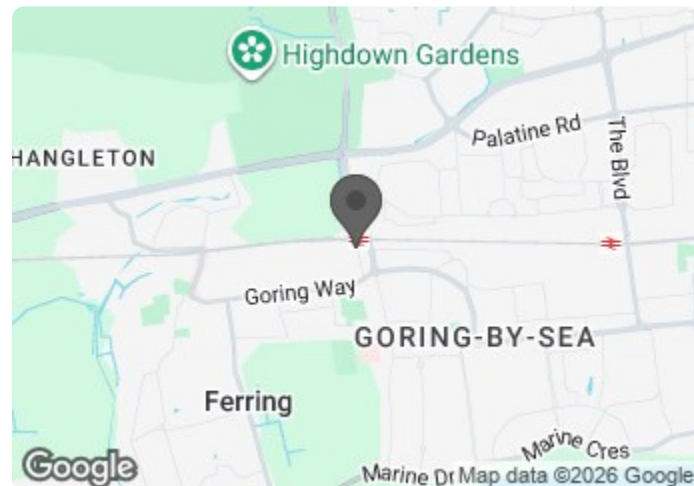 Highdown Gardens
HANGLETON
Palatine Rd
The Blvd
Goring Way
GORING-BY-SEA
Ferring
Marine Cres
Google
Marine Dr
Map data ©2026 Google